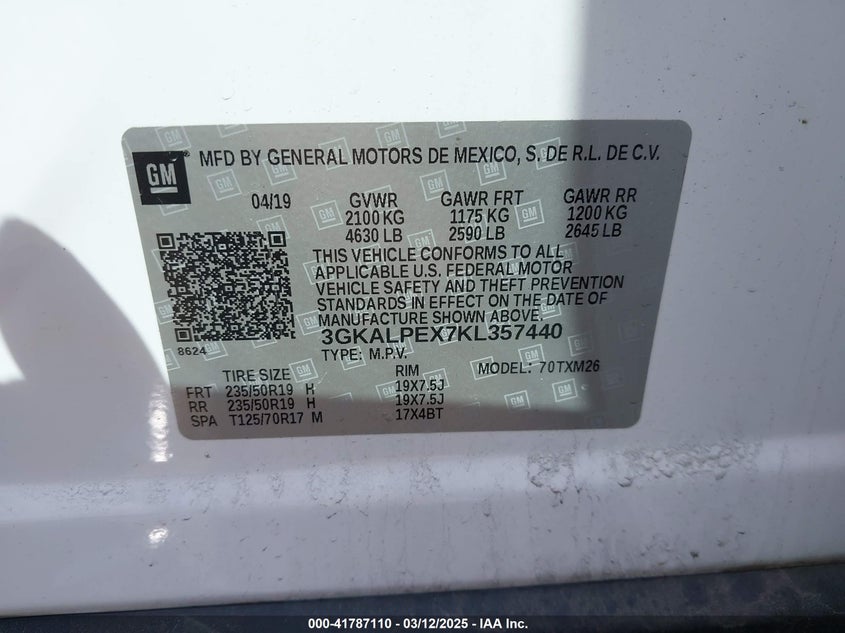 GM ® MFD BY GENERAL MOTORS DE MEXICO, S. DE R.L. DE C.V.
04/19 GVWR GAWR FRT GAWR RR
2100 KG 1175 KG 1200 KG
4630 LB 2590 LB 2645 LB
THIS VEHICLE CONFORMS TO ALL
APPLICABLE U.S. FEDERAL MOTOR
VEHICLE SAFETY AND THEFT PREVENTION
STANDARDS IN EFFECT ON THE DATE OF
MANUFACTURE SHOWN ABOVE.
3GKALPEX7KL357440
8624
TYPE: M.P.V. MODEL: 70TXM26
TIRE SIZE RIM
FRT 235/50R19 H 19X7.5J
RR 235/50R19 H 19X7.5J
SPA T125/70R17 M 17X4BT
000-41787110 - 03/12/2025 - IAA Inc.